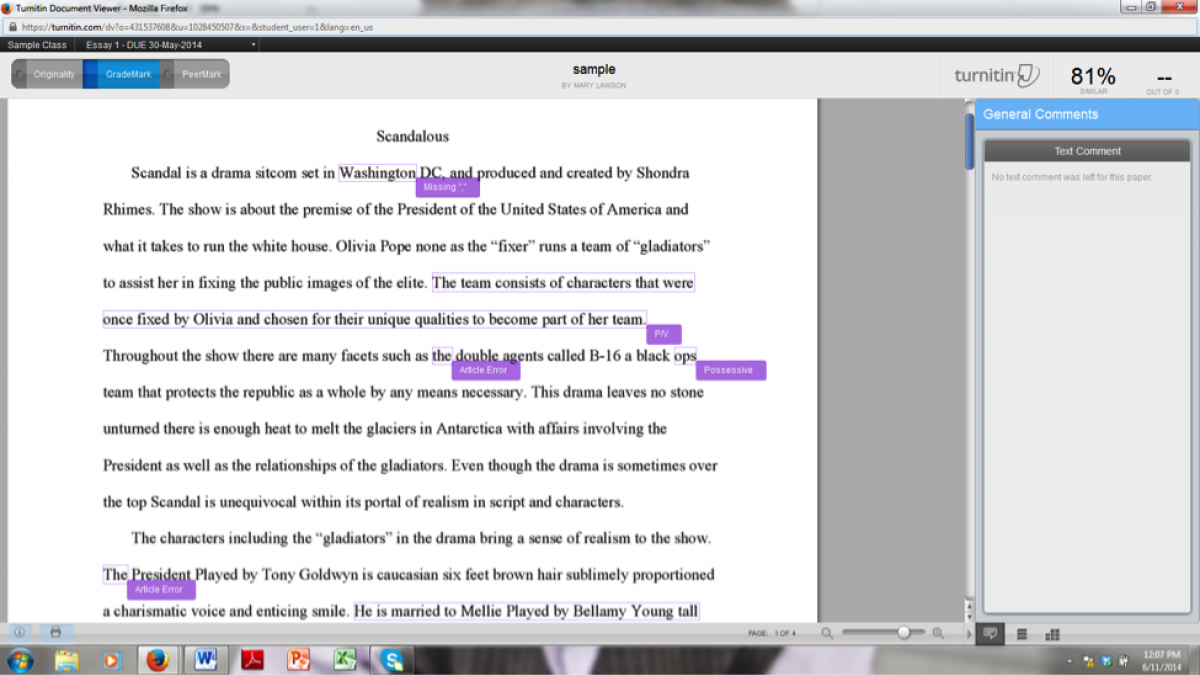 Turnitin Document Viewer - Mozilla Firefox
https://turnitin.com/dv?o=431537608&u=1028450507&s=&student_user=1&lang=en_us
Sample Class Essay 1 - DUE 30-May-2014
Originality GradeMark PeerMark
sample
BY MARY LAWSON
turnitin
81%
SIMILAR
--
OUT OF 0
Scandalous
Scandal is a drama sitcom set in Washington DC, and produced and created by Shondra
Missing ","
Rhimes. The show is about the premise of the President of the United States of America and
what it takes to run the white house. Olivia Pope none as the “fixer” runs a team of “gladiators”
to assist her in fixing the public images of the elite. The team consists of characters that were
once fixed by Olivia and chosen for their unique qualities to become part of her team.
P/V
Throughout the show there are many facets such as the double agents called B-16 a black ops
Article Error Possessive
team that protects the republic as a whole by any means necessary. This drama leaves no stone
unturned there is enough heat to melt the glaciers in Antarctica with affairs involving the
President as well as the relationships of the gladiators. Even though the drama is sometimes over
the top Scandal is unequivocal within its portal of realism in script and characters.
The characters including the “gladiators” in the drama bring a sense of realism to the show.
The President Played by Tony Goldwyn is caucasian six feet brown hair sublimely proportioned
Article Error
a charismatic voice and enticing smile. He is married to Mellie Played by Bellamy Young tall
General Comments
Text Comment
No text comment was left for this paper.
PAGE: 1 OF 4
12:07 PM
6/11/2014